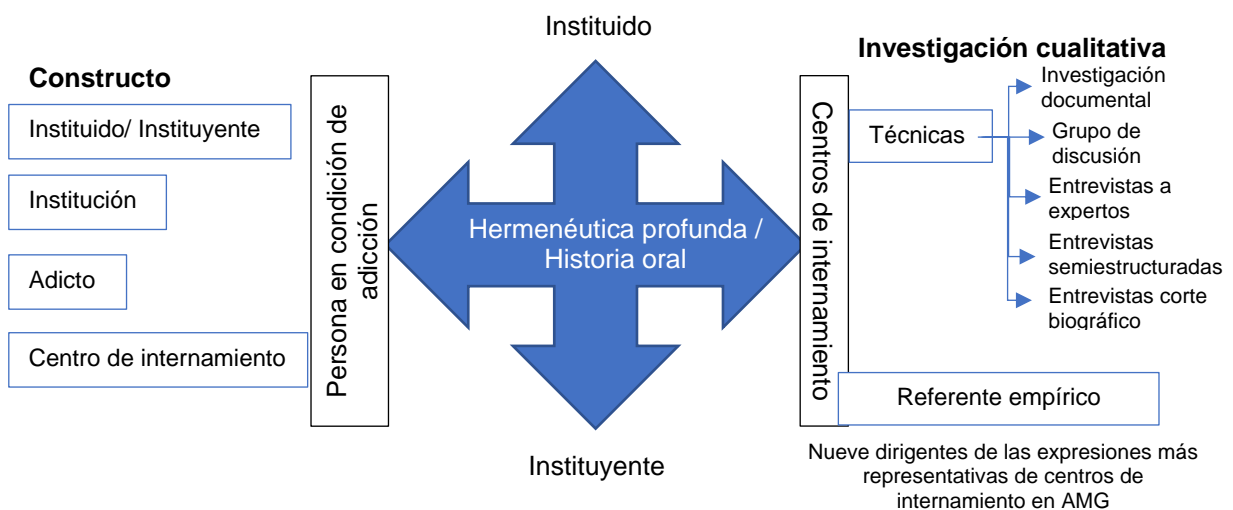 Instituido
Constructo
Instituido/ Instituyente
Institución
Adicto
Centro de internamiento
Persona en condición de
adicción
Hermenéutica profunda /
Historia oral
Instituyente
Centros de internamiento
Investigación cualitativa
Técnicas
Investigación
documental
Grupo de
discusión
Entrevistas a
expertos
Entrevistas
semiestructuradas
Entrevistas corte
biográfico
Referente empírico
Nueve dirigentes de las expresiones más
representativas de centros de
internamiento en AMG